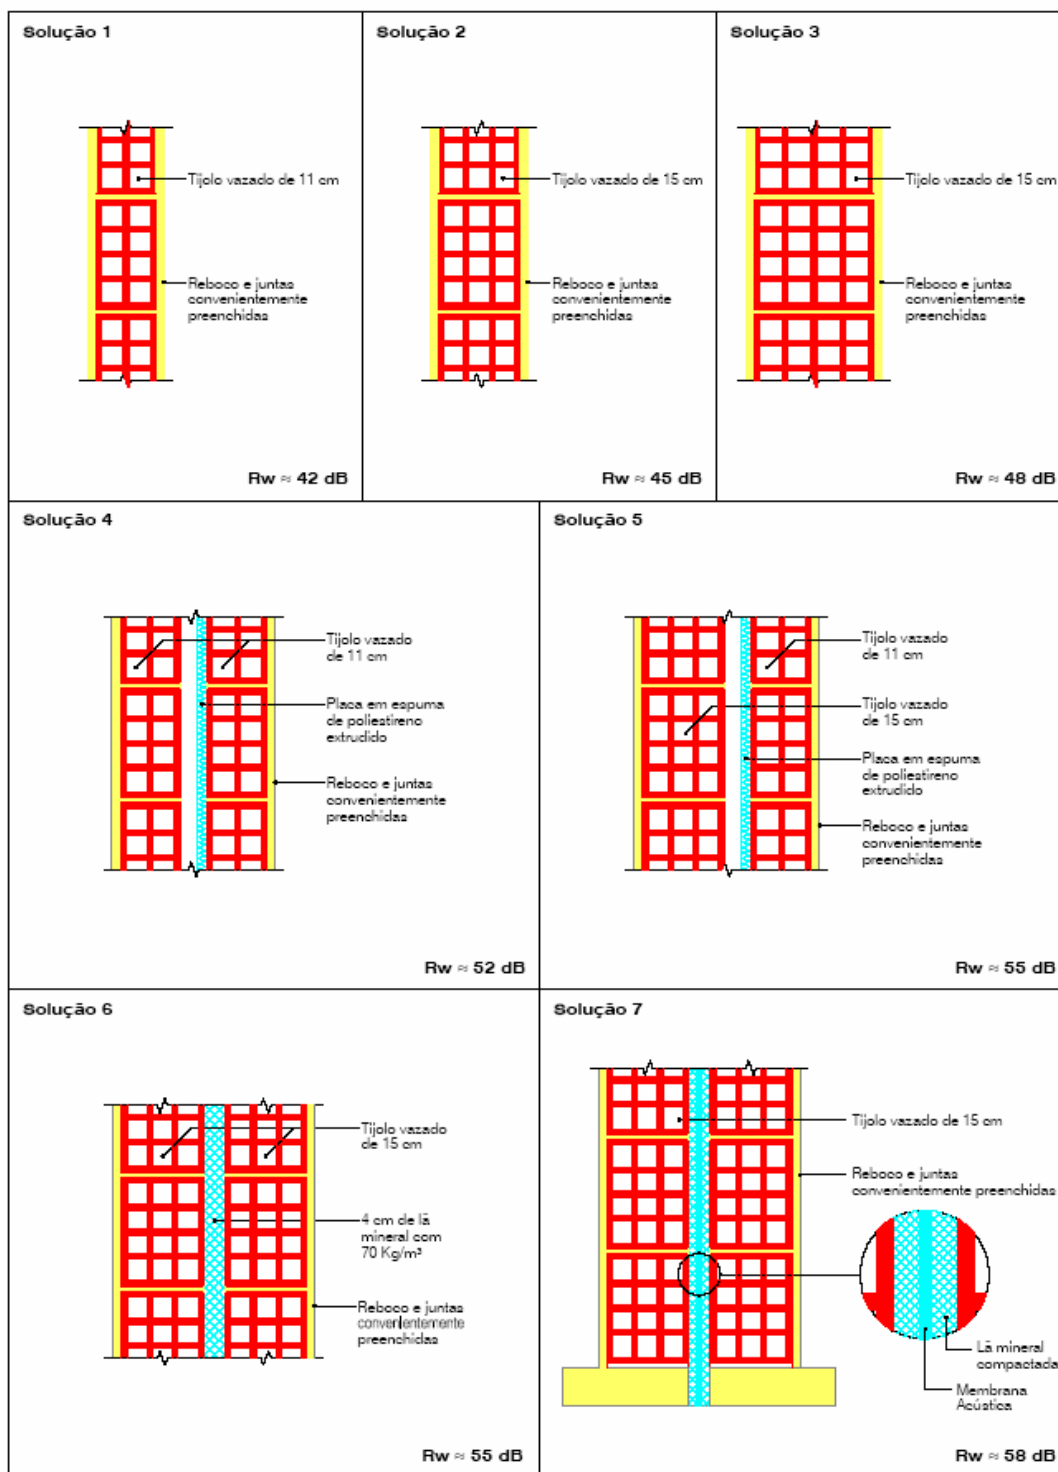 Solução 1
Tijolo vazado de 11 cm
Reboco e juntas
convenientemente
preenchidas
Rw ≈ 42 dB
Solução 2
Tijolo vazado de 15 cm
Reboco e juntas
convenientemente
preenchidas
Rw ≈ 45 dB
Solução 3
Tijolo vazado de 15 cm
Reboco e juntas
convenientemente
preenchidas
Rw ≈ 48 dB
Solução 4
Tijolo vazado
de 11 cm
Placa em espuma
de poliestireno
extrudido
Reboco e juntas
convenientemente
preenchidas
Rw ≈ 52 dB
Solução 5
Tijolo vazado
de 11 cm
Tijolo vazado
de 15 cm
Placa em espuma
de poliestireno
extrudido
Reboco e juntas
convenientemente
preenchidas
Rw ≈ 55 dB
Solução 6
Tijolo vazado
de 15 cm
4 cm de lã
mineral com
70 Kg/m³
Reboco e juntas
convenientemente
preenchidas
Rw ≈ 55 dB
Solução 7
Tijolo vazado de 15 cm
Reboco e juntas
convenientemente preenchidas
Lã mineral
compactada
Membrana
Acústica
Rw ≈ 58 dB